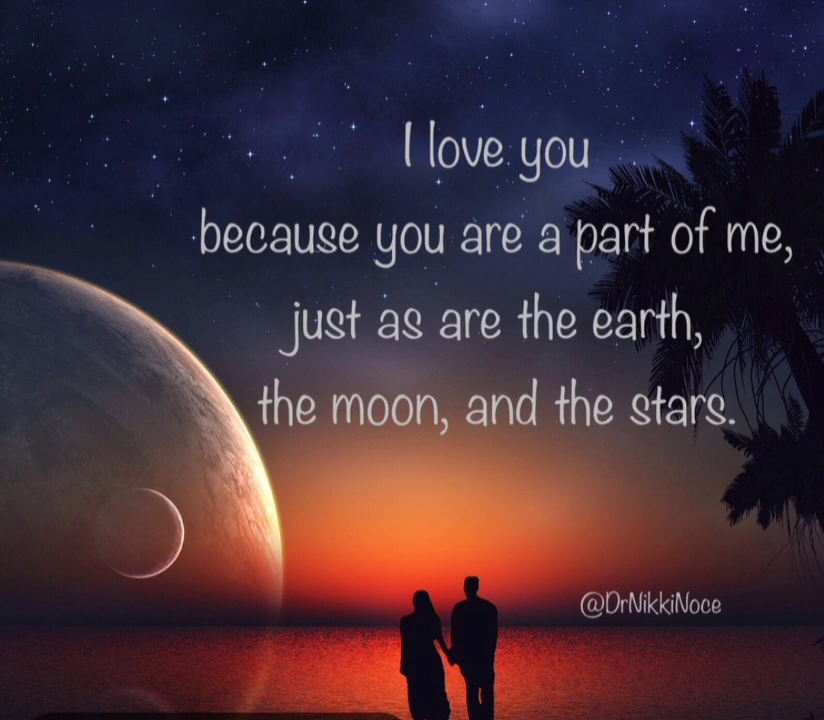 I love you
because you are a part of me,
just as are the earth,
the moon, and the stars.
@DrNikkiNoce